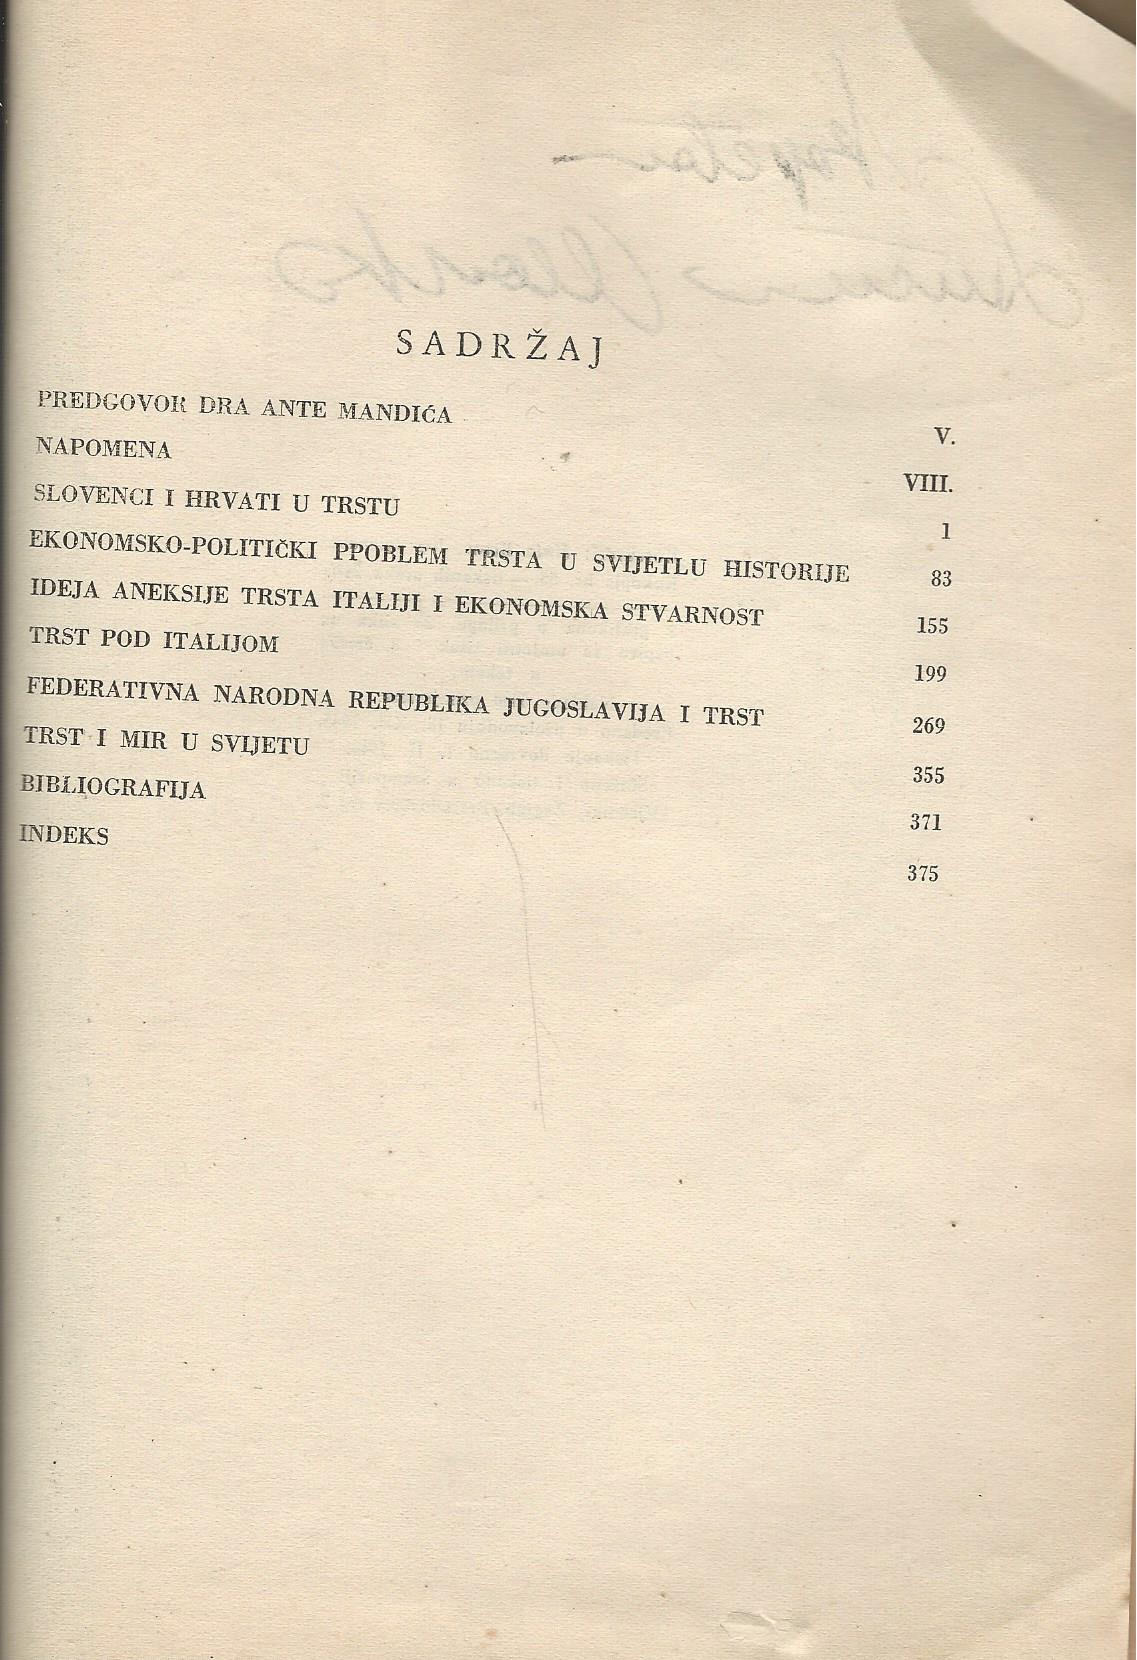 SADRŽAJ
PREDGOVOR DRA ANTE MANDIĆA V.
NAPOMENA VIII.
SLOVENCI I HRVATI U TRSTU 1
EKONOMSKO-POLITIČKI PPOBLEM TRSTA U SVIJETLU HISTORIJE 83
IDEJA ANEKSIJE TRSTA ITALIJI I EKONOMSKA STVARNOST 155
TRST POD ITALIJOM 199
FEDERATIVNA NARODNA REPUBLIKA JUGOSLAVIJA I TRST 269
TRST I MIR U SVIJETU 355
BIBLIOGRAFIJA 371
INDEKS 375